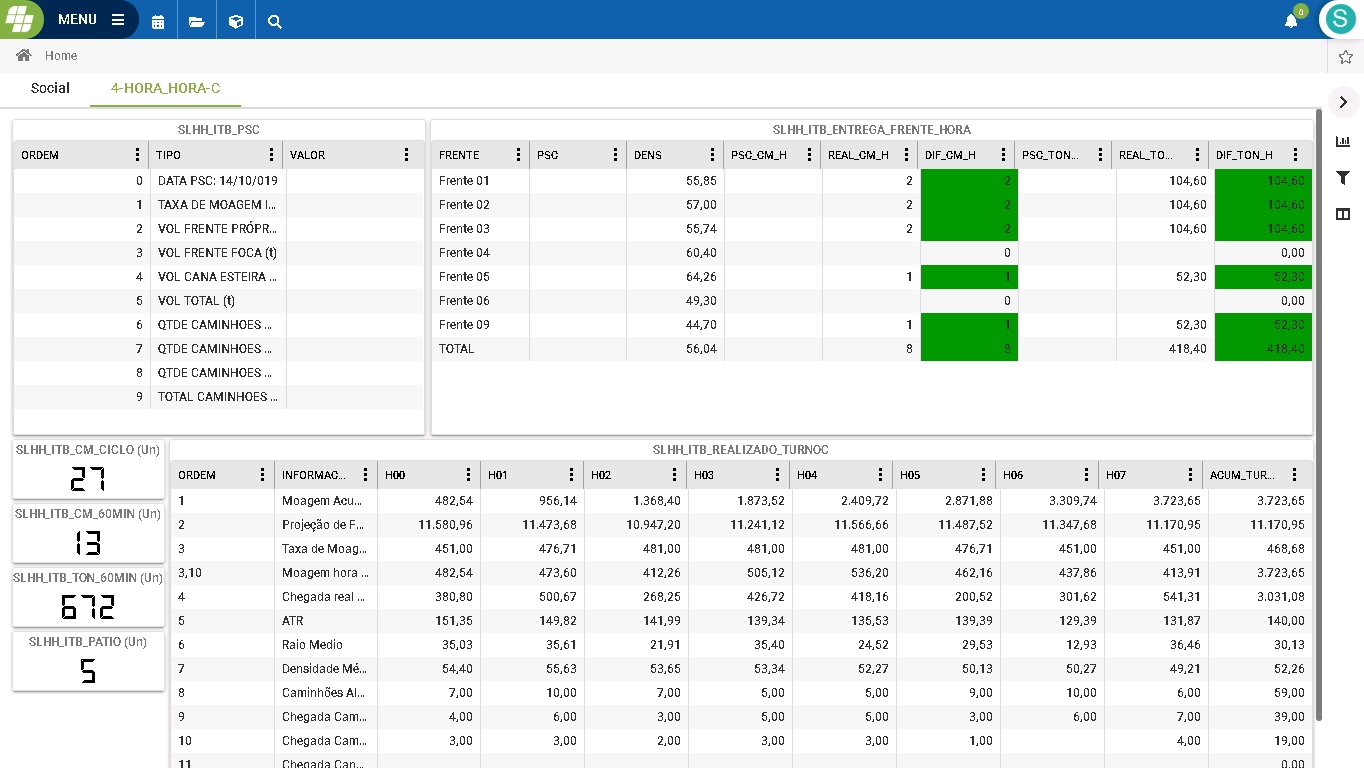 MENU
0
S
Home
Social 4-HORA_HORA-C
SLHH_ITB_PSC
ORDEM TIPO VALOR
0 DATA PSC: 14/10/019
1 TAXA DE MOAGEM I...
2 VOL FRENTE PRÓPR...
3 VOL FRENTE FOCA (t)
4 VOL CANA ESTEIRA ...
5 VOL TOTAL (t)
6 QTDE CAMINHOES ...
7 QTDE CAMINHOES ...
8 QTDE CAMINHOES ...
9 TOTAL CAMINHOES ...
SLHH_ITB_ENTREGA_FRENTE_HORA
FRENTE PSC DENS PSC_CM_H REAL_CM_H DIF_CM_H PSC_TON... REAL_TO... DIF_TON_H
Frente 01 55,85 2 2 104,60 104,60
Frente 02 57,00 2 2 104,60 104,60
Frente 03 55,74 2 2 104,60 104,60
Frente 04 60,40 0 0,00
Frente 05 64,26 1 1 52,30 52,30
Frente 06 49,30 0 0,00
Frente 09 44,70 1 1 52,30 52,30
TOTAL 56,04 8 8 418,40 418,40
SLHH_ITB_CM_CICLO (Un)
27
SLHH_ITB_CM_60MIN (Un)
13
SLHH_ITB_TON_60MIN (Un)
672
SLHH_ITB_PATIO (Un)
5
SLHH_ITB_REALIZADO_TURNOC
ORDEM INFORMAC... H00 H01 H02 H03 H04 H05 H06 H07 ACUM_TUR...
1 Moagem Acu... 482,54 956,14 1.368,40 1.873,52 2.409,72 2.871,88 3.309,74 3.723,65 3.723,65
2 Projeção de F... 11.580,96 11.473,68 10.947,20 11.241,12 11.566,66 11.487,52 11.347,68 11.170,95 11.170,95
3 Taxa de Moag... 451,00 476,71 481,00 481,00 481,00 476,71 451,00 451,00 468,68
3,10 Moagem hora ... 482,54 473,60 412,26 505,12 536,20 462,16 437,86 413,91 3.723,65
4 Chegada real ... 380,80 500,67 268,25 426,72 418,16 200,52 301,62 541,31 3.031,08
5 ATR 151,35 149,82 141,99 139,34 135,53 139,39 129,39 131,87 140,00
6 Raio Medio 35,03 35,61 21,91 35,40 24,52 29,53 12,93 36,46 30,13
7 Densidade Mé... 54,40 55,63 53,65 53,34 52,27 50,13 50,27 49,21 52,26
8 Caminhões Al... 7,00 10,00 7,00 5,00 5,00 9,00 10,00 6,00 59,00
9 Chegada Cam... 4,00 6,00 3,00 5,00 5,00 3,00 6,00 7,00 39,00
10 Chegada Cam... 3,00 3,00 2,00 3,00 3,00 1,00 4,00 19,00
11 Chegada Can... 0,00